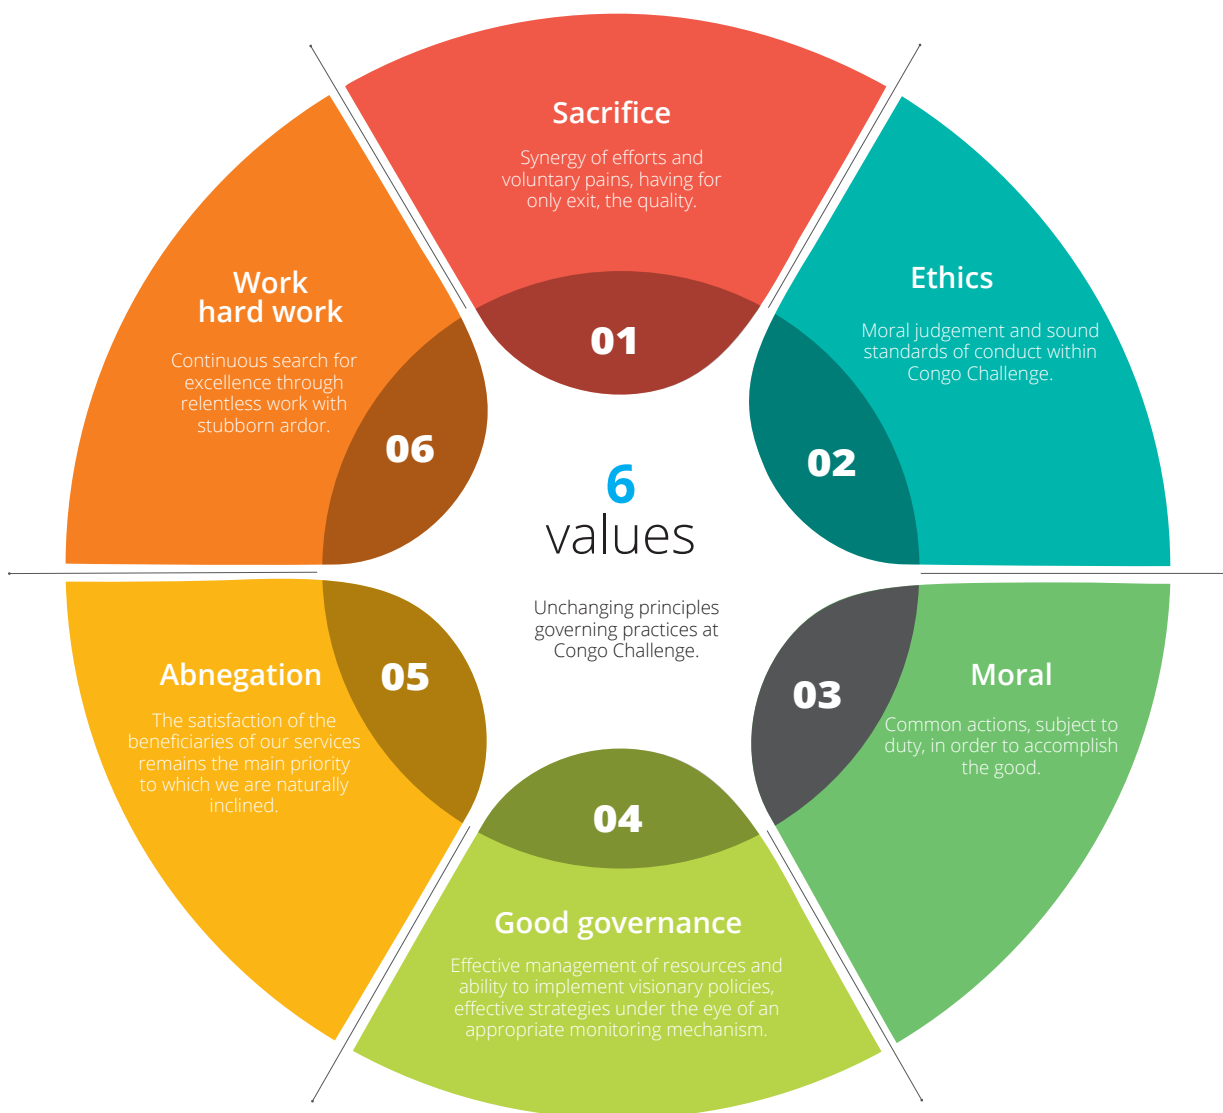 6
values
Unchanging principles
governing practices at
Congo Challenge.
Sacrifice
Synergy of efforts and
voluntary pains, having for
only exit, the quality.
01
Ethics
Moral judgement and sound
standards of conduct within
Congo Challenge.
02
Moral
Common actions, subject to
duty, in order to accomplish
the good.
03
04
Good governance
Effective management of resources and
ability to implement visionary policies,
effective strategies under the eye of an
appropriate monitoring mechanism.
Abnegation
The satisfaction of the
beneficiaries of our services
remains the main priority
to which we are naturally
inclined.
05
Work
hard work
Continuous search for
excellence through
relentless work with
stubborn ardor.
06